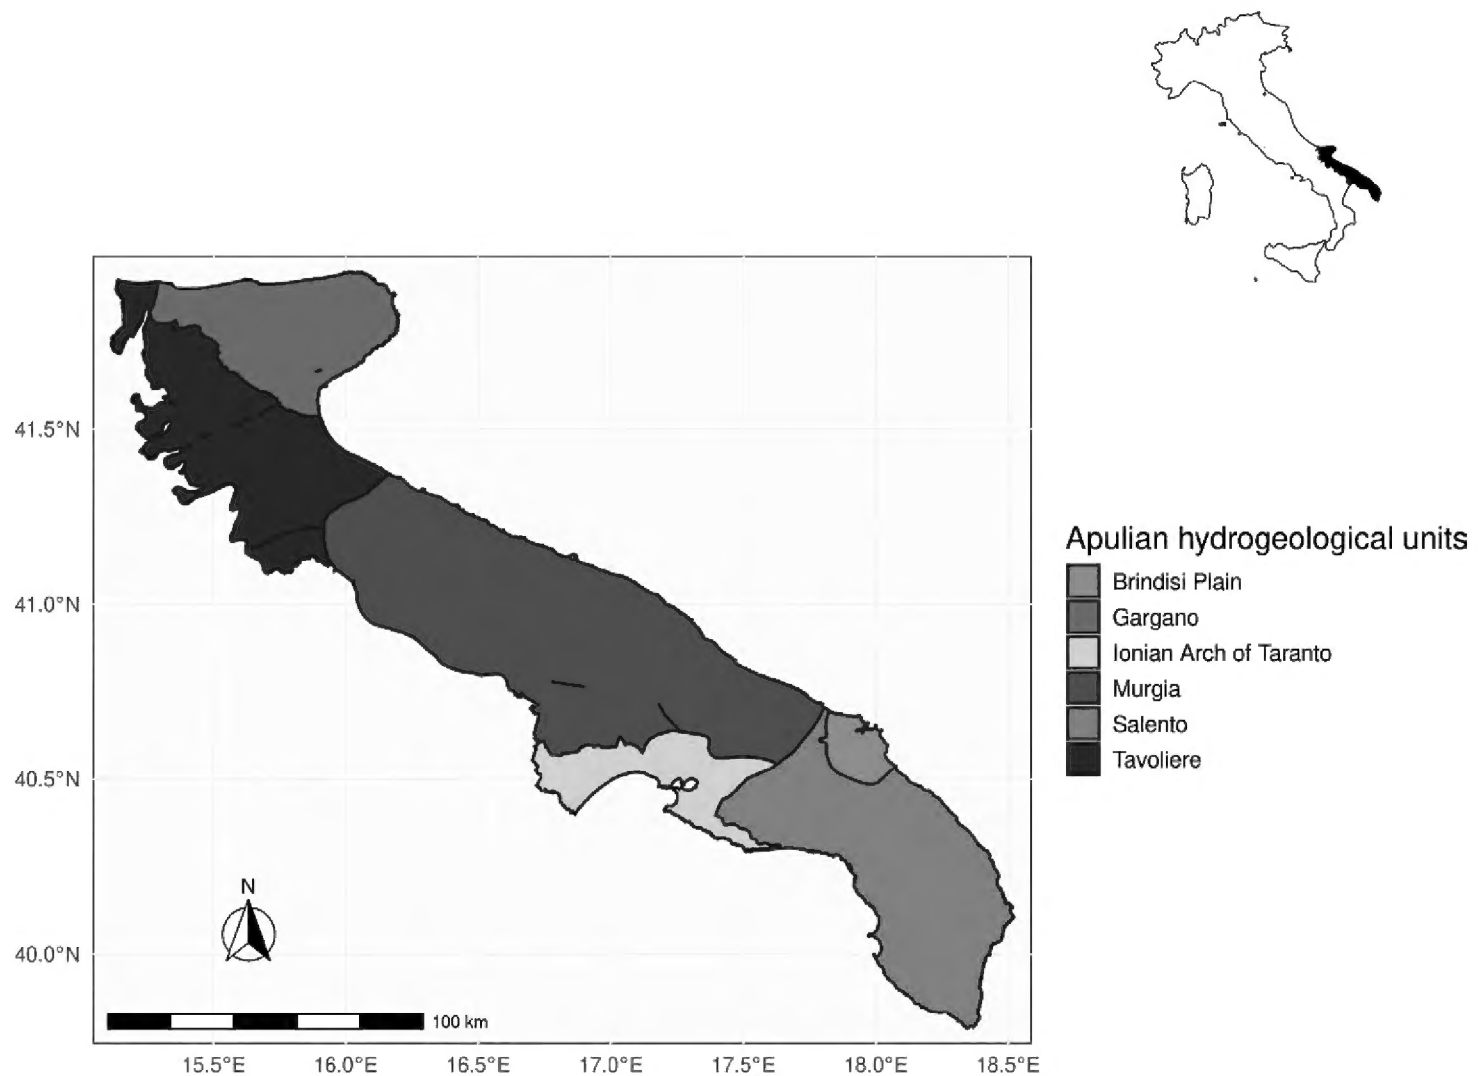 41.5°N
41.0°N
40.5°N
40.0°N
N
100 km
15.5°E
16.0°E
16.5°E
17.0°E
17.5°E
18.0°E
18.5°E
Apulian hydrogeological units
Brindisi Plain
Gargano
Ionian Arch of Taranto
Murgia
Salento
Tavoliere